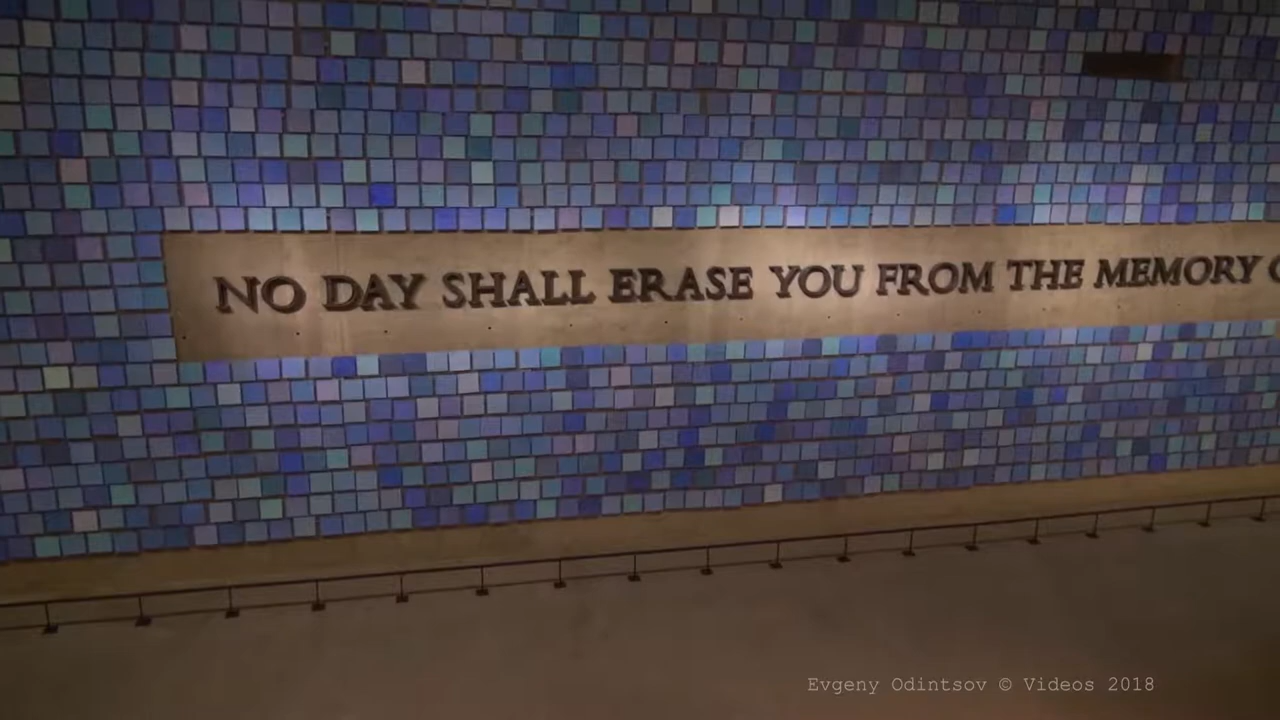 NO DAY SHALL ERASE YOU FROM THE MEMORY
Evgeny Odintsov © Videos 2018